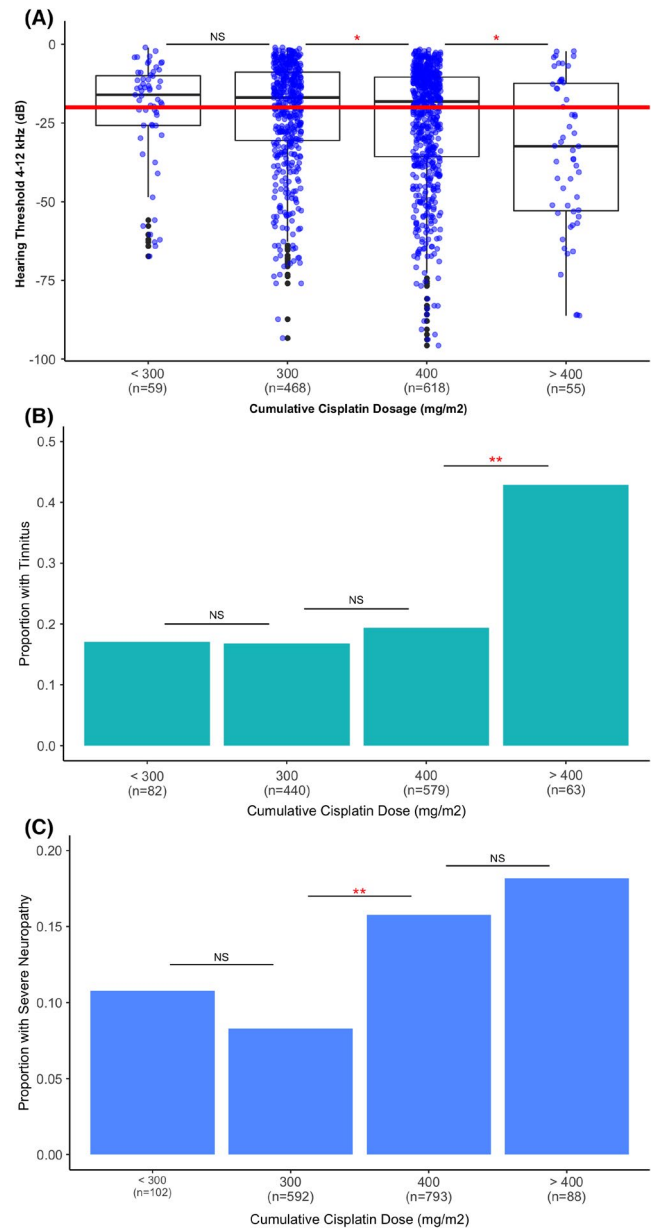 (A)
NS
*
*
0
-25
-50
-75
-100
Hearing Threshold 4-12 kHz (dB)
< 300
(n=59)
300
(n=468)
400
(n=618)
> 400
(n=55)
Cumulative Cisplatin Dosage (mg/m2)
(B)
0.5
0.4
0.3
0.2
0.1
0.0
Proportion with Tinnitus
**
NS
NS
< 300
(n=82)
300
(n=440)
400
(n=579)
> 400
(n=63)
Cumulative Cisplatin Dose (mg/m2)
(C)
0.20
0.15
0.10
0.05
0.00
Proportion with Severe Neuropathy
NS
**
NS
< 300
(n=102)
300
(n=592)
400
(n=793)
> 400
(n=88)
Cumulative Cisplatin Dose (mg/m2)